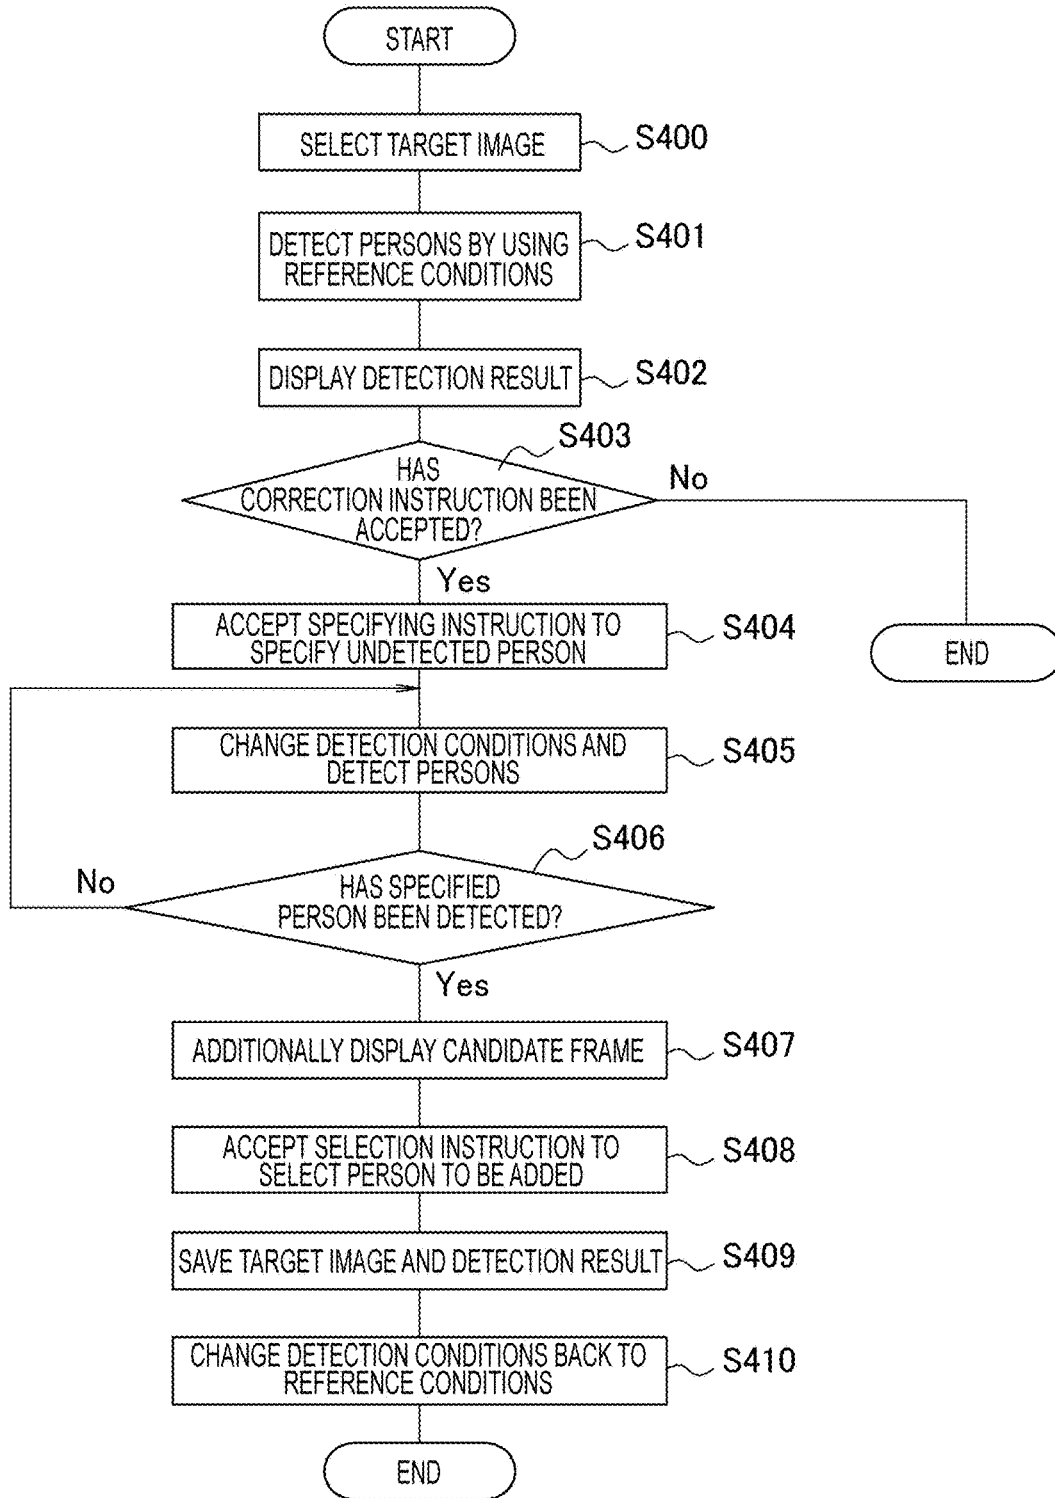 START
SELECT TARGET IMAGE
S400
DETECT PERSONS BY USING
REFERENCE CONDITIONS
S401
DISPLAY DETECTION RESULT
S402
S403
HAS
CORRECTION INSTRUCTION BEEN
ACCEPTED?
No
Yes
ACCEPT SPECIFYING INSTRUCTION TO
SPECIFY UNDETECTED PERSON
S404
END
CHANGE DETECTION CONDITIONS AND
DETECT PERSONS
S405
S406
HAS SPECIFIED
PERSON BEEN DETECTED?
No
Yes
ADDITIONALLY DISPLAY CANDIDATE FRAME
S407
ACCEPT SELECTION INSTRUCTION TO
SELECT PERSON TO BE ADDED
S408
SAVE TARGET IMAGE AND DETECTION RESULT
S409
CHANGE DETECTION CONDITIONS BACK TO
REFERENCE CONDITIONS
S410
END